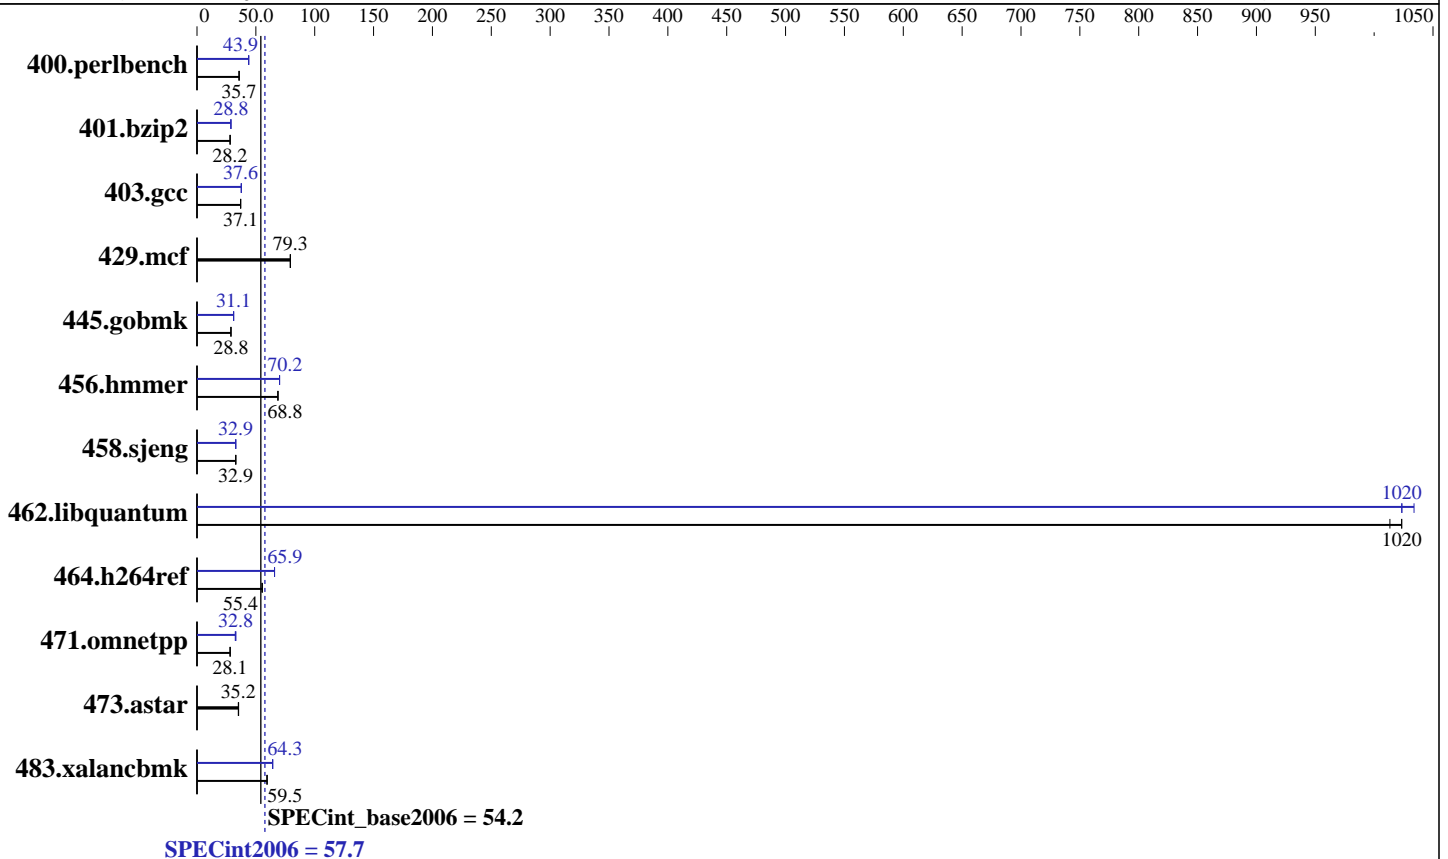 0 50.0 100 150 200 250 300 350 400 450 500 550 600 650 700 750 800 850 900 950 1050
43.9
400.perlbench
35.7
28.8
401.bzip2
28.2
37.6
403.gcc
37.1
79.3
429.mcf
31.1
445.gobmk
28.8
70.2
456.hmmer
68.8
32.9
458.sjeng
32.9
1020
462.libquantum
1020
65.9
464.h264ref
55.4
32.8
471.omnetpp
28.1
35.2
473.astar
64.3
483.xalancbmk
59.5
SPECint_base2006 = 54.2
SPECint2006 = 57.7